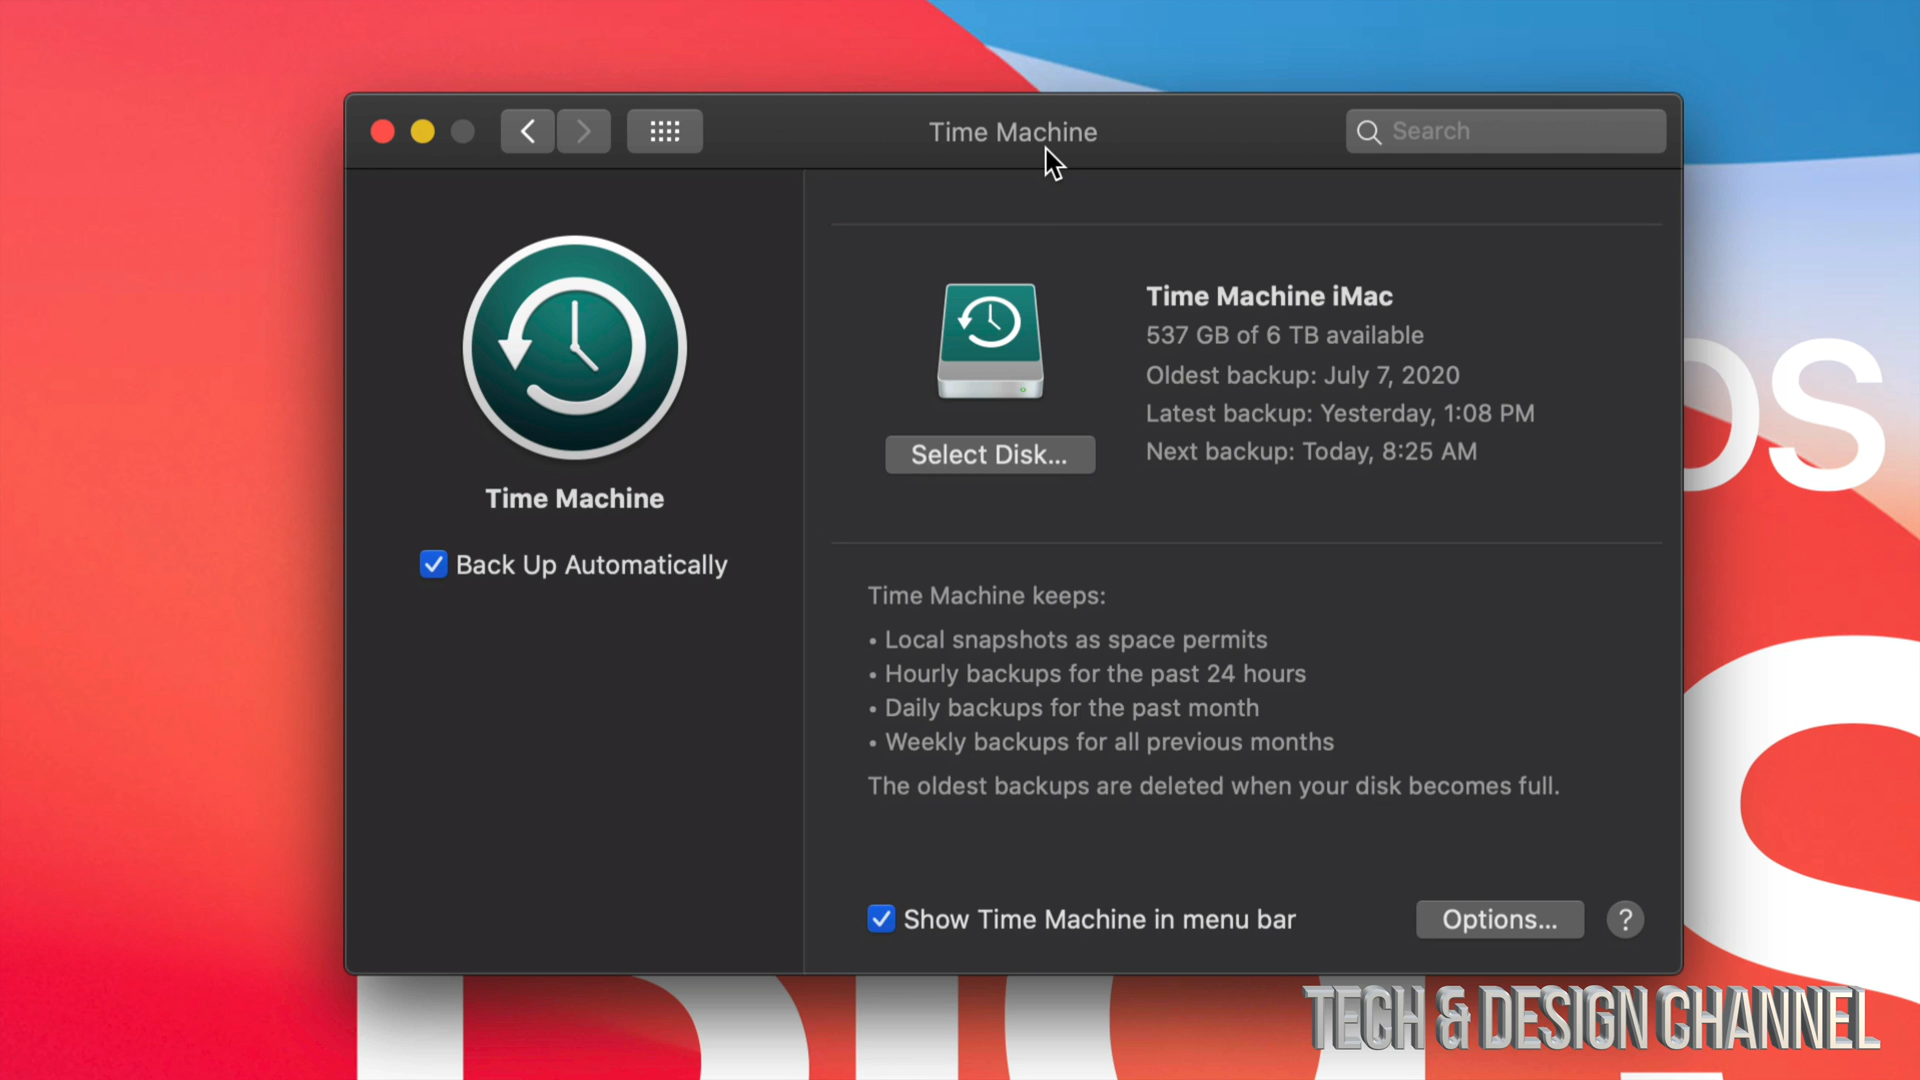 Time Machine
Search
Time Machine
Back Up Automatically
Time Machine iMac
537 GB of 6 TB available
Oldest backup: July 7, 2020
Latest backup: Yesterday, 1:08 PM
Next backup: Today, 8:25 AM
Select Disk...
Time Machine keeps:
• Local snapshots as space permits
• Hourly backups for the past 24 hours
• Daily backups for the past month
• Weekly backups for all previous months
The oldest backups are deleted when your disk becomes full.
Show Time Machine in menu bar
Options...
?
TECH & DESIGN CHANNEL